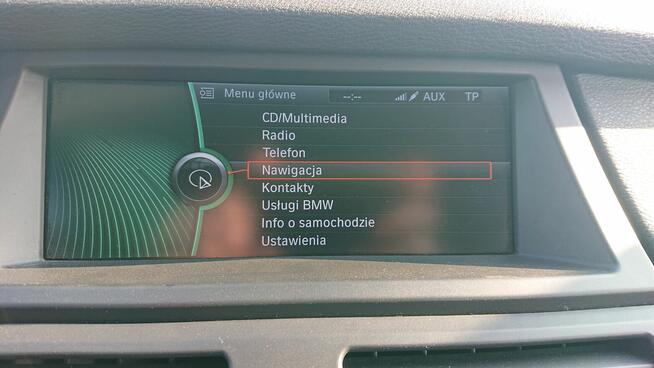 Menu główne --:-- AUX TP
CD/Multimedia
Radio
Telefon
Nawigacja
Kontakty
Usługi BMW
Info o samochodzie
Ustawienia